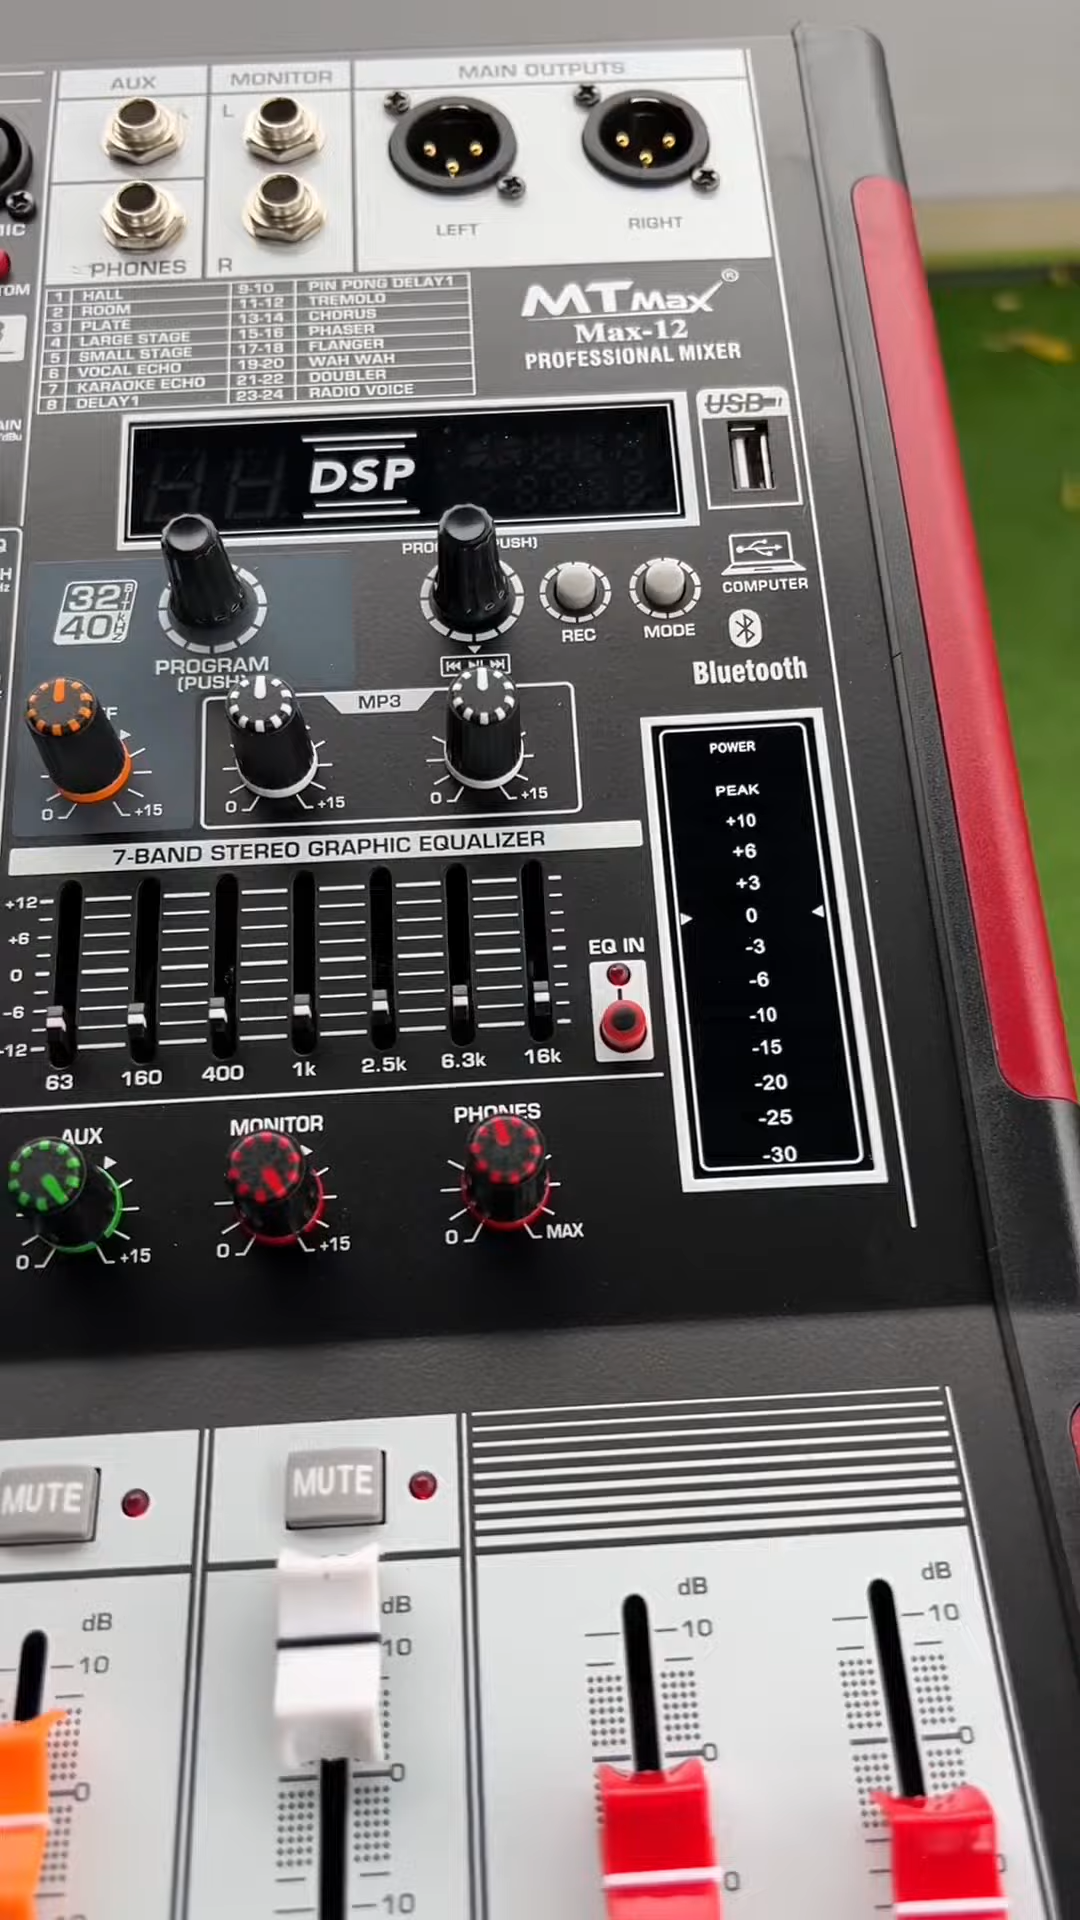 AUX
MONITOR
MAIN OUTPUTS
L
MIC
LEFT
RIGHT
PHONES
R
1 HALL
2 ROOM
3 PLATE
4 LARGE STAGE
5 SMALL STAGE
6 VOCAL ECHO
7 KARAOKE ECHO
8 DELAY1
9-10 PIN PONG DELAY1
11-12 TREMOLO
13-14 CHORUS
15-16 PHASER
17-18 FLANGER
19-20 WAH WAH
21-22 DOUBLER
23-24 RADIO VOICE
MTMax®
Max-12
PROFESSIONAL MIXER
USB
DSP
(PUSH)
COMPUTER
32
40
REC
MODE
PROGRAM
(PUSH)
Bluetooth
MP3
0 +15
0 +15
0 +15
POWER
PEAK
+10
+6
+3
0
-3
-6
-10
-15
-20
-25
-30
7-BAND STEREO GRAPHIC EQUALIZER
+12
+6
0
-6
-12
63 160 400 1k 2.5k 6.3k 16k
EQ IN
AUX
MONITOR
PHONES
0 +15
0 +15
0 MAX
MUTE
MUTE
dB
10
0
dB
10
0
10
dB
10
0
dB
10
0